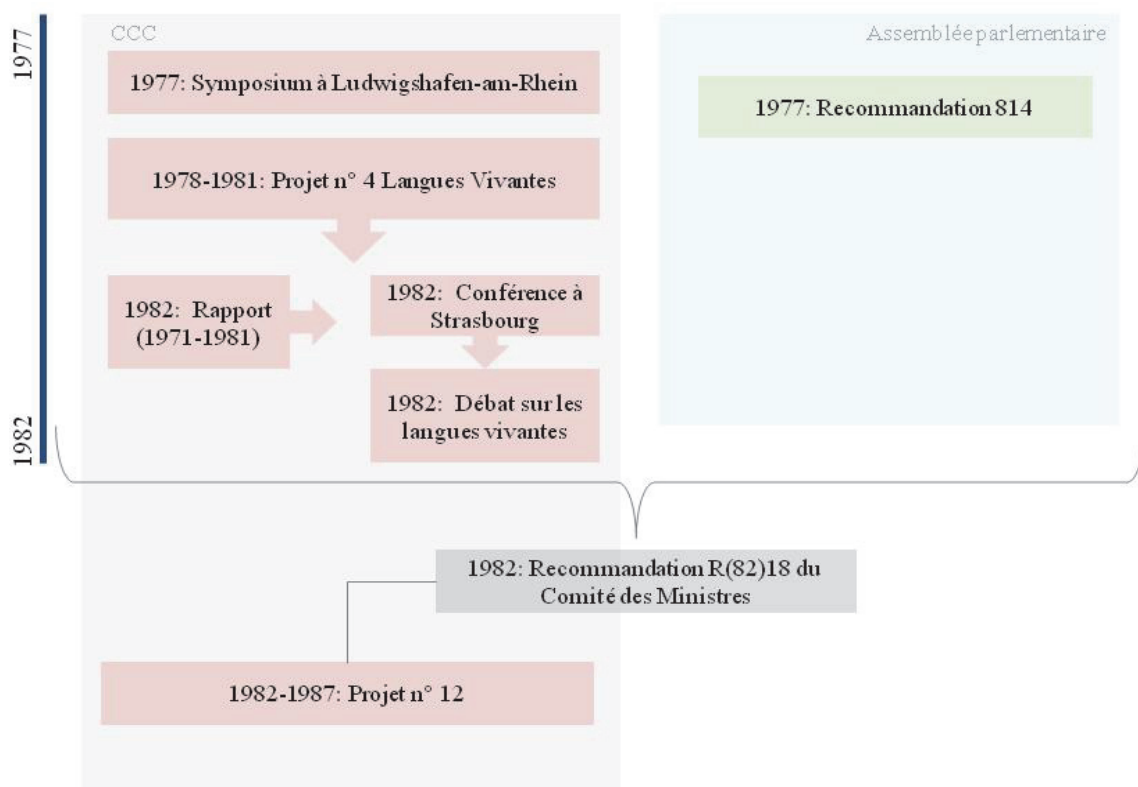 1977
CCC
Assemblée parlementaire
1977: Symposium à Ludwigshafen-am-Rhein
1977: Recommandation 814
1978-1981: Projet n° 4 Langues Vivantes
1982: Rapport
(1971-1981)
1982: Conférence à
Strasbourg
1982: Débat sur les
langues vivantes
1982
1982: Recommandation R(82)18 du
Comité des Ministres
1982-1987: Projet n° 12